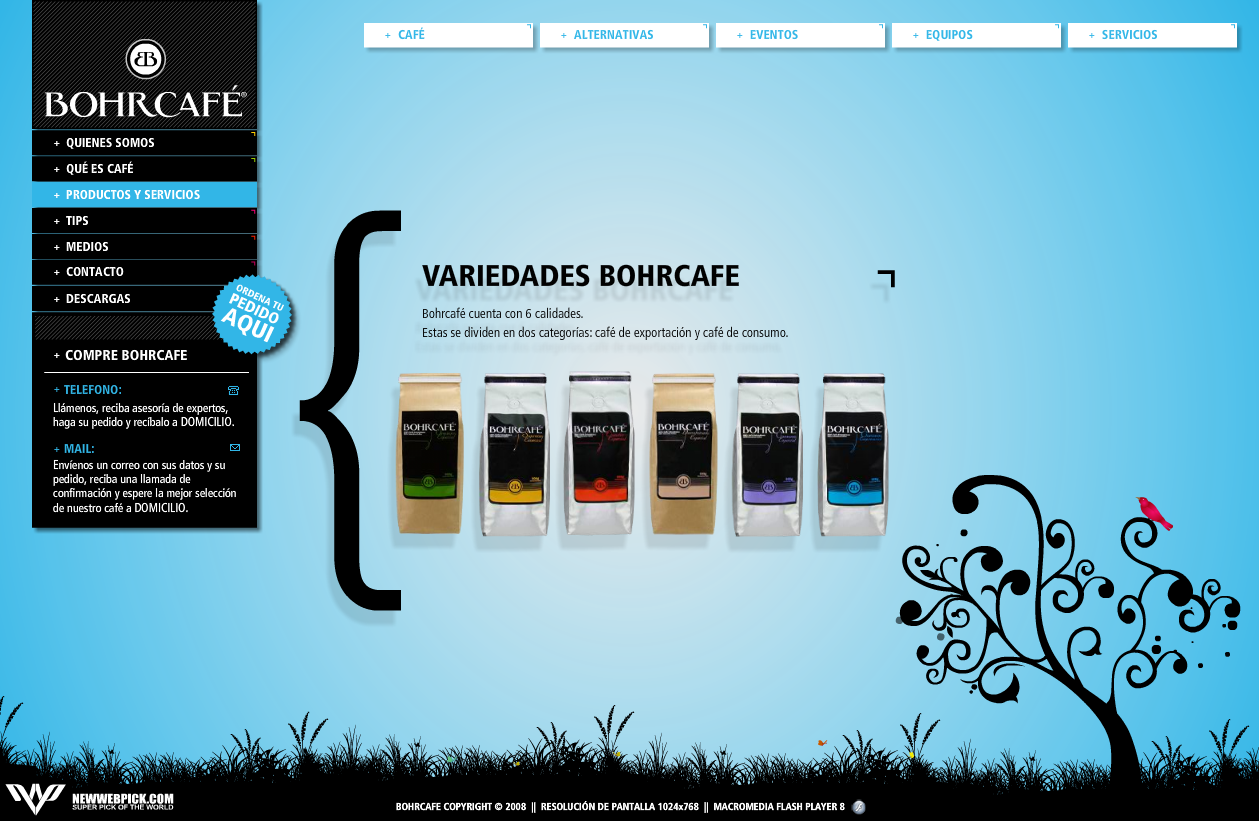 BOHRCAFÉ®
+ QUIENES SOMOS
+ QUÉ ES CAFÉ
+ PRODUCTOS Y SERVICIOS
+ TIPS
+ MEDIOS
+ CONTACTO
+ DESCARGAS
ORDENA TU
PEDIDO
AQUI
+ COMPRE BOHRCAFE
+ TELEFONO:
Llámenos, reciba asesoría de expertos,
haga su pedido y recíbalo a DOMICILIO.
+ MAIL:
Envíenos un correo con sus datos y su
pedido, reciba una llamada de
confirmación y espere la mejor selección
de nuestro café a DOMICILIO.
+ CAFÉ
+ ALTERNATIVAS
+ EVENTOS
+ EQUIPOS
+ SERVICIOS
VARIEDADES BOHRCAFE
Bohrcafé cuenta con 6 calidades.
Estas se dividen en dos categorías: café de exportación y café de consumo.
BOHRCAFÉ
BOHRCAFÉ
BOHRCAFÉ
BOHRCAFÉ
BOHRCAFÉ
BOHRCAFÉ
NEWWEBPICK.COM
SUPER PICK OF THE WORLD
BOHRCAFE COPYRIGHT © 2008 || RESOLUCIÓN DE PANTALLA 1024x768 || MACROMEDIA FLASH PLAYER 8